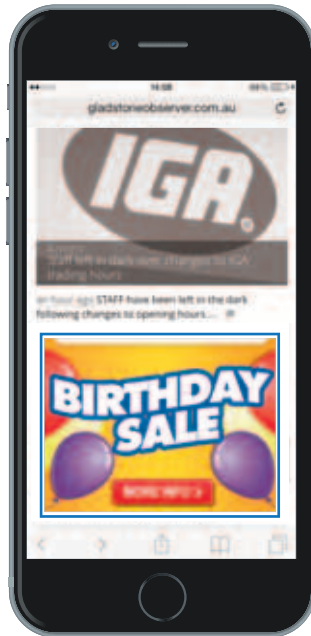 16:08
gladstoneobserver.com.au
IGA
Staff left in dark over changes to IGA
trading hours
an hour ago STAFF have been left in the dark
following changes to opening hours...
BIRTHDAY
SALE
MORE INFO >